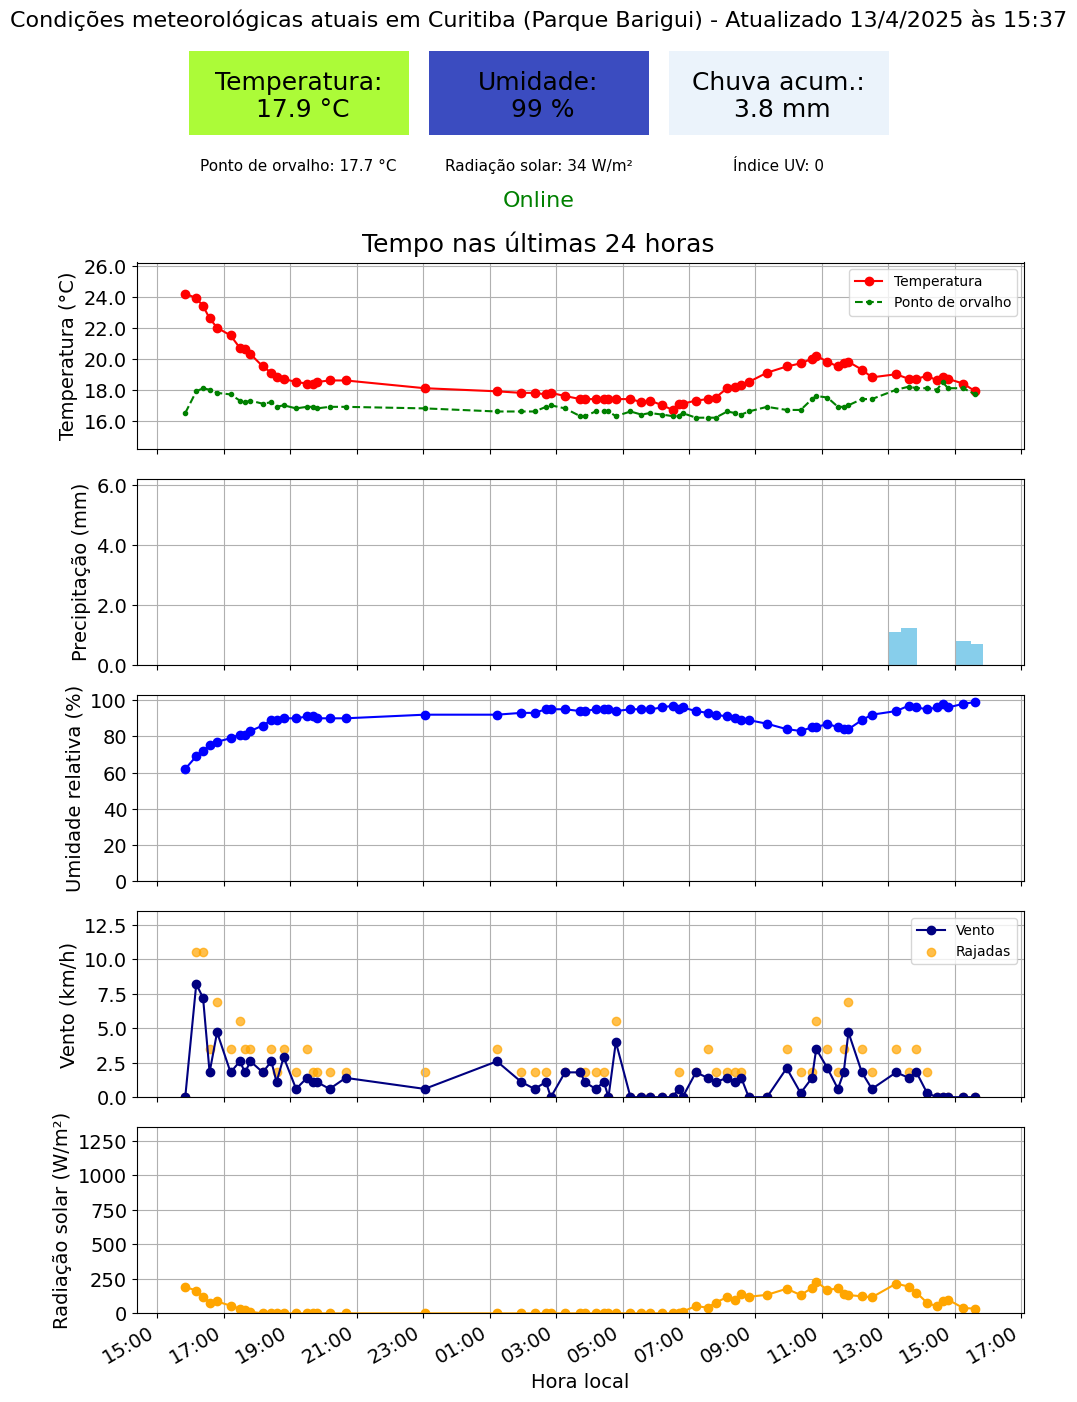 Condições meteorológicas atuais em Curitiba (Parque Barigui) - Atualizado 13/4/2025 às 15:37
Temperatura:
17.9 °C
Umidade:
99 %
Chuva acum.:
3.8 mm
Ponto de orvalho: 17.7 °C
Radiação solar: 34 W/m²
Índice UV: 0
Online
Tempo nas últimas 24 horas
Temperatura (°C)
26.0
24.0
22.0
20.0
18.0
16.0
Temperatura
Ponto de orvalho
Precipitação (mm)
6.0
4.0
2.0
0.0
Umidade relativa (%)
100
80
60
40
20
0
Vento (km/h)
12.5
10.0
7.5
5.0
2.5
0.0
Vento
Rajadas
Radiação solar (W/m²)
1250
1000
750
500
250
0
15:00
17:00
19:00
21:00
23:00
01:00
03:00
05:00
07:00
09:00
11:00
13:00
15:00
17:00
Hora local